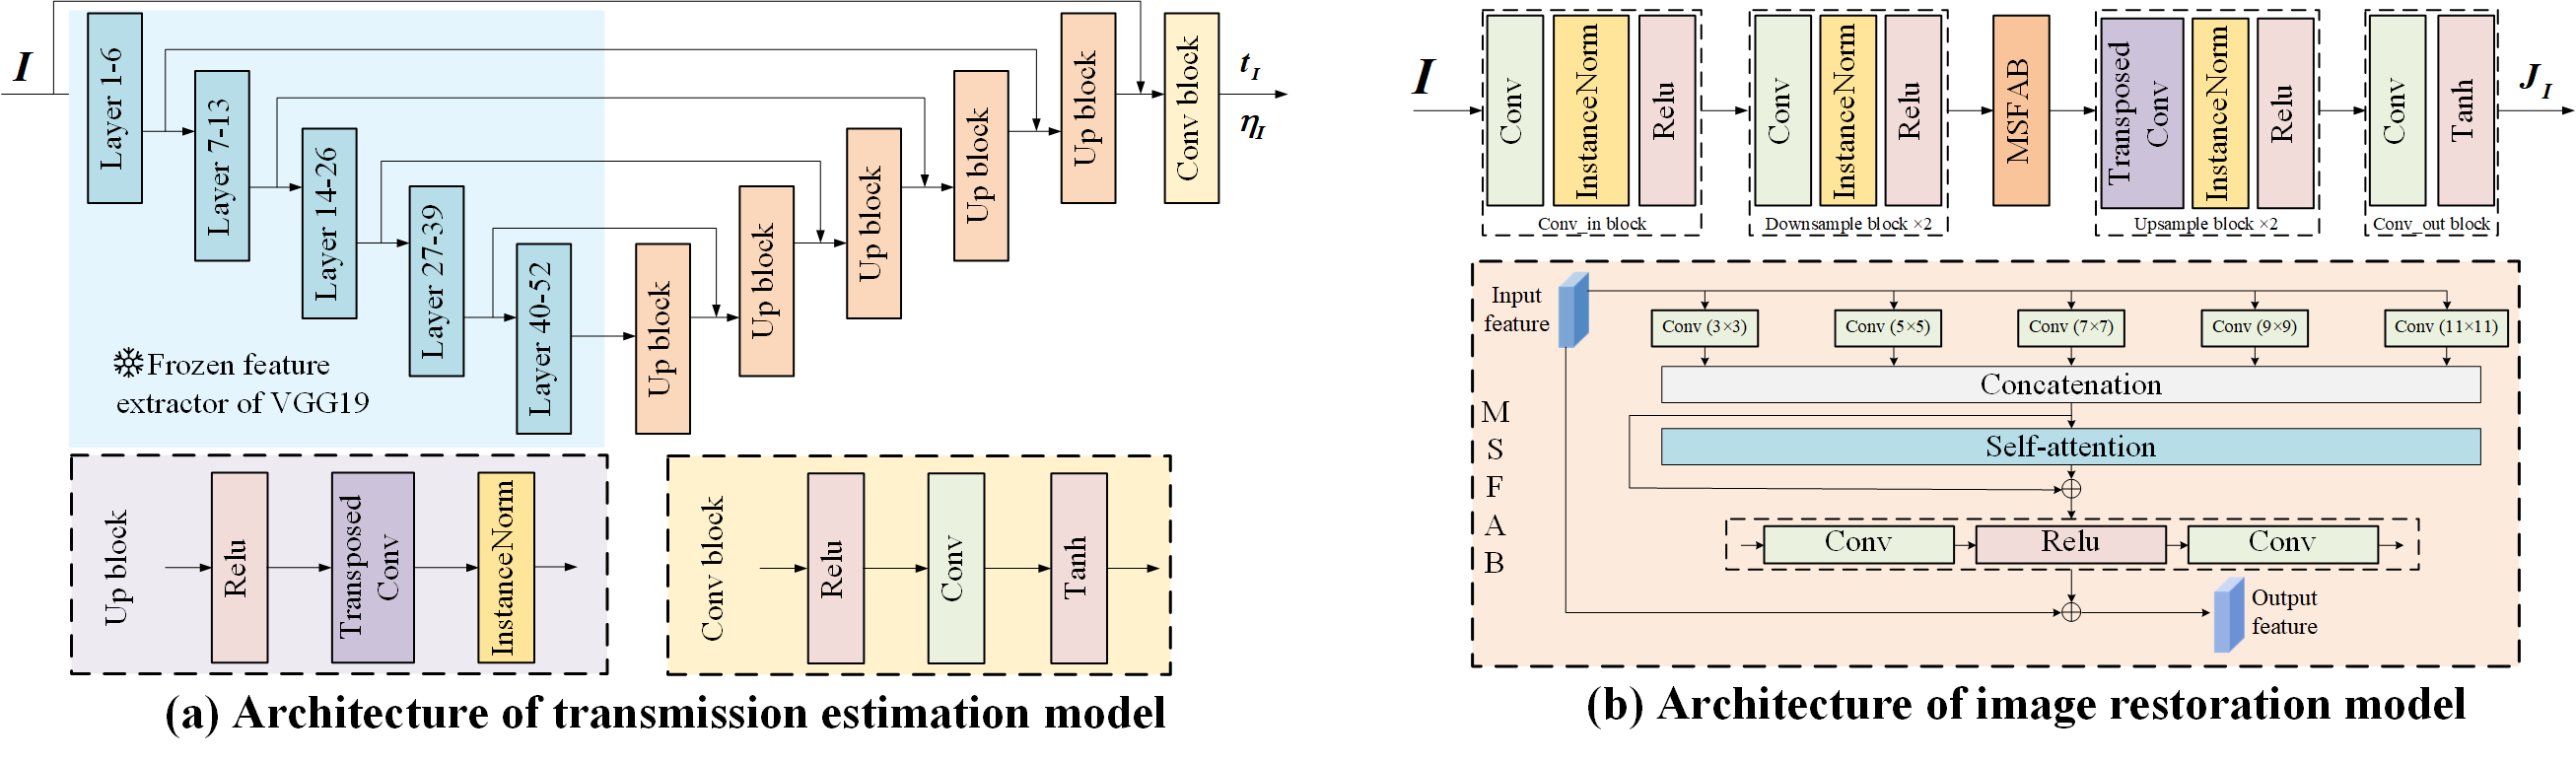 I
Layer 1-6
Layer 7-13
Layer 14-26
Layer 27-39
Layer 40-52
Up block
Up block
Up block
Up block
Up block
Conv block
t_I
η_I
❄Frozen feature
extractor of VGG19
Up block
Relu
Transposed
Conv
InstanceNorm
Conv block
Relu
Conv
Tanh
(a) Architecture of transmission estimation model
I
Conv
InstanceNorm
Relu
Conv_in block
Conv
InstanceNorm
Relu
Downsample block ×2
MSFAB
Transposed
Conv
InstanceNorm
Relu
Upsample block ×2
Conv
Tanh
Conv_out block
J_I
Input
feature
Conv (3×3)
Conv (5×5)
Conv (7×7)
Conv (9×9)
Conv (11×11)
Concatenation
Self-attention
M
S
F
A
B
Conv
Relu
Conv
Output
feature
(b) Architecture of image restoration model